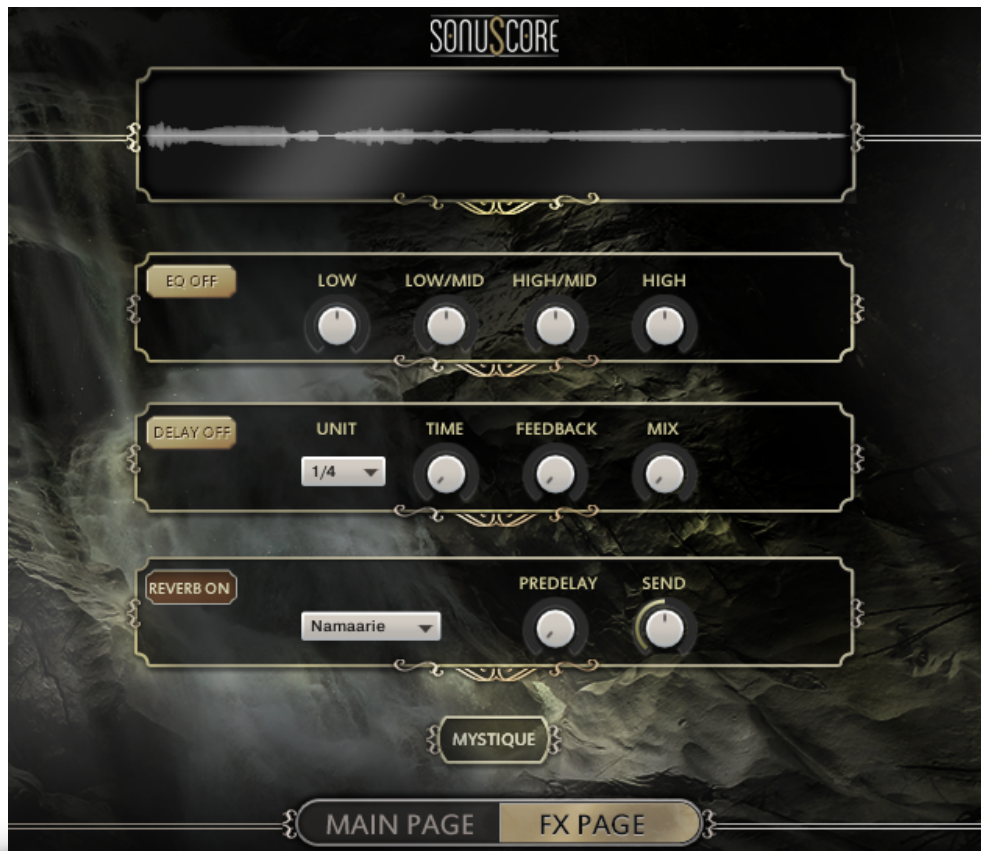 SONUSCORE
EQ OFF
LOW LOW/MID HIGH/MID HIGH
DELAY OFF
UNIT TIME FEEDBACK MIX
1/4
REVERB ON
PREDELAY SEND
Namaarie
MYSTIQUE
MAIN PAGE FX PAGE